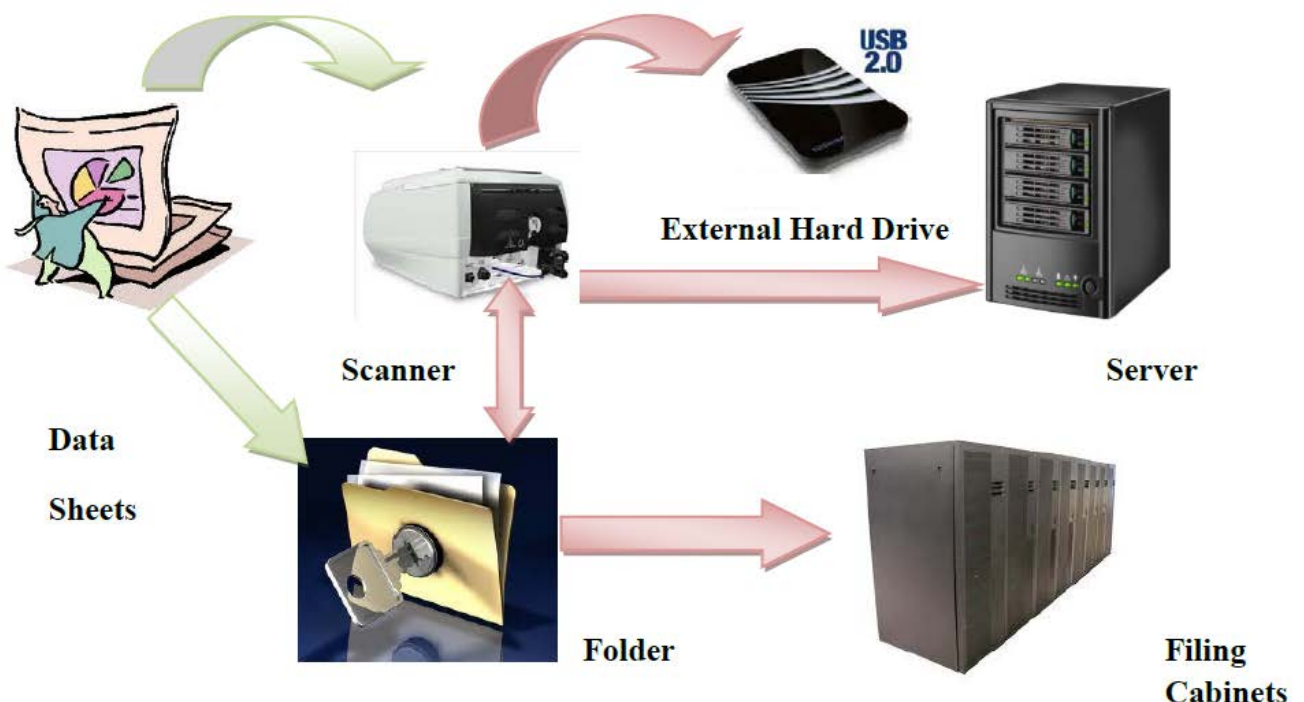 USB
2.0
External Hard Drive
Scanner
Server
Data
Sheets
Folder
Filing
Cabinets